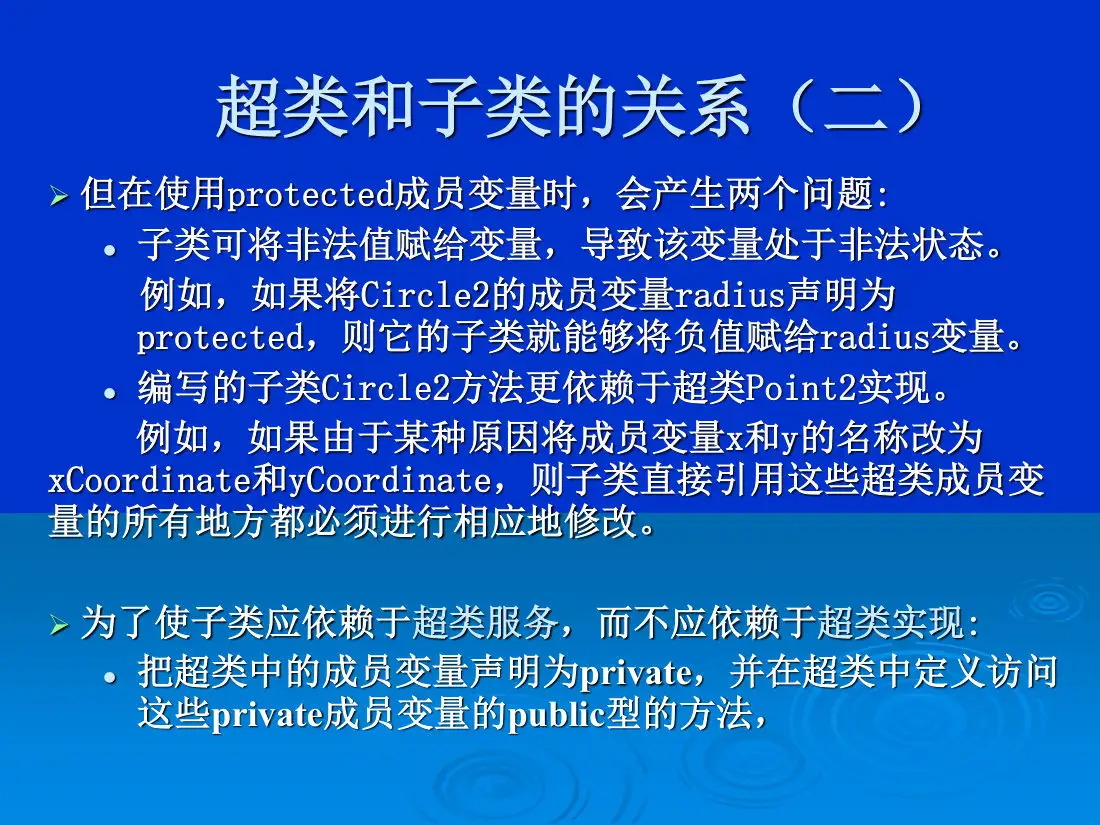 超类和子类的关系（二）
但在使用protected成员变量时，会产生两个问题：
子类可将非法值赋给变量，导致该变量处于非法状态。
例如，如果将Circle2的成员变量radius声明为
protected，则它的子类就能够将负值赋给radius变量。
编写的子类Circle2方法更依赖于超类Point2实现。
例如，如果由于某种原因将成员变量x和y的名称改为
xCoordinate和yCoordinate，则子类直接引用这些超类成员变
量的所有地方都必须进行相应地修改。
为了使子类应依赖于超类服务，而不应依赖于超类实现：
把超类中的成员变量声明为private，并在超类中定义访问
这些private成员变量的public型的方法，